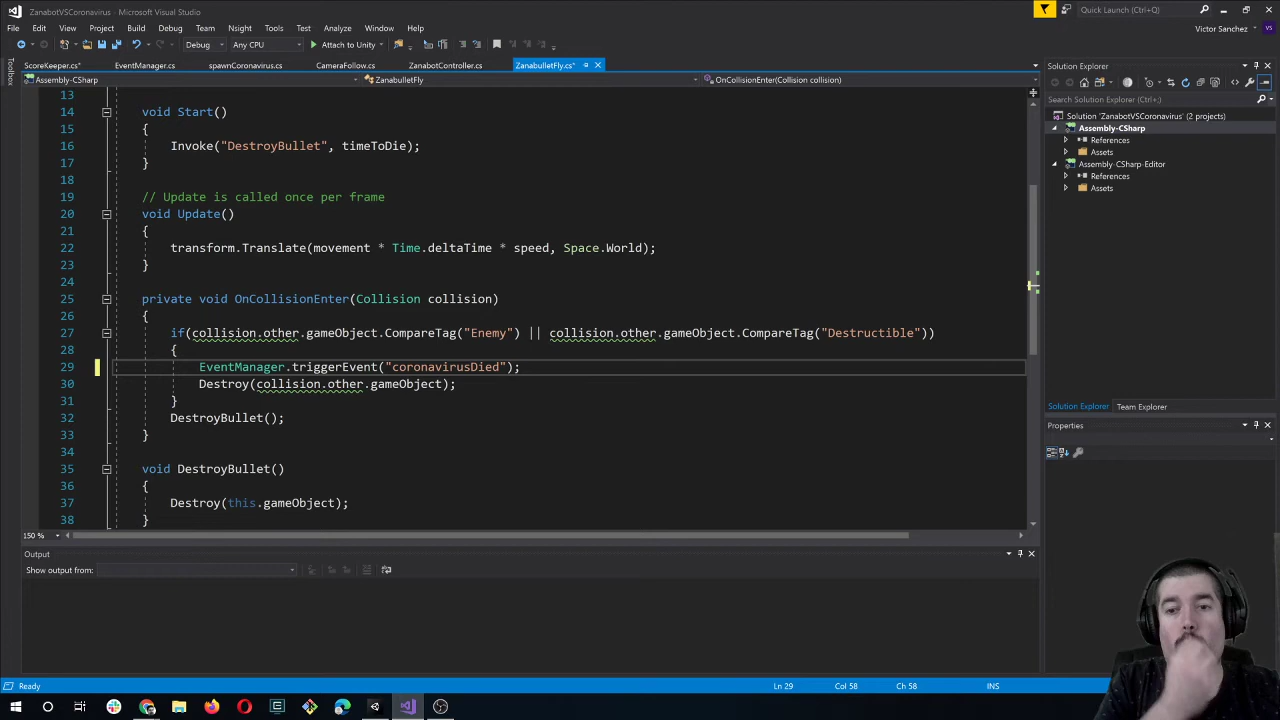 ZanabotVSCoronavirus - Microsoft Visual Studio
Quick Launch (Ctrl+Q)
File Edit View Project Build Debug Team Nsight Tools Test Analyze Window Help
Victor Sanchez VS
Debug Any CPU Attach to Unity
Toolbox
ScoreKeeper.cs* EventManager.cs spawnCoronavirus.cs CameraFollow.cs ZanabotController.cs ZanabulletFly.cs*
Assembly-CSharp ZanabulletFly OnCollisionEnter(Collision collision)
13
14 void Start()
15 {
16 Invoke("DestroyBullet", timeToDie);
17 }
18
19 // Update is called once per frame
20 void Update()
21 {
22 transform.Translate(movement * Time.deltaTime * speed, Space.World);
23 }
24
25 private void OnCollisionEnter(Collision collision)
26 {
27 if(collision.other.gameObject.CompareTag("Enemy") || collision.other.gameObject.CompareTag("Destructible"))
28 {
29 EventManager.triggerEvent("coronavirusDied");
30 Destroy(collision.other.gameObject);
31 }
32 DestroyBullet();
33 }
34
35 void DestroyBullet()
36 {
37 Destroy(this.gameObject);
38 }
150 %
Output
Show output from:
Solution Explorer
Search Solution Explorer (Ctrl+;)
Solution 'ZanabotVSCoronavirus' (2 projects)
Assembly-CSharp
References
Assets
Assembly-CSharp-Editor
References
Assets
Solution Explorer Team Explorer
Properties
Ready Ln 29 Col 58 Ch 58 INS